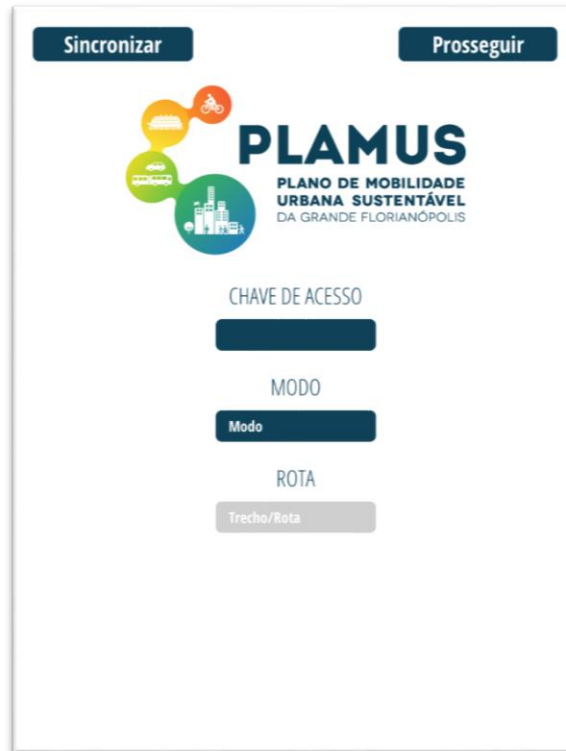 Sincronizar
Prosseguir
PLAMUS
PLANO DE MOBILIDADE
URBANA SUSTENTÁVEL
DA GRANDE FLORIANÓPOLIS
CHAVE DE ACESSO
MODO
Modo
ROTA
Trecho/Rota